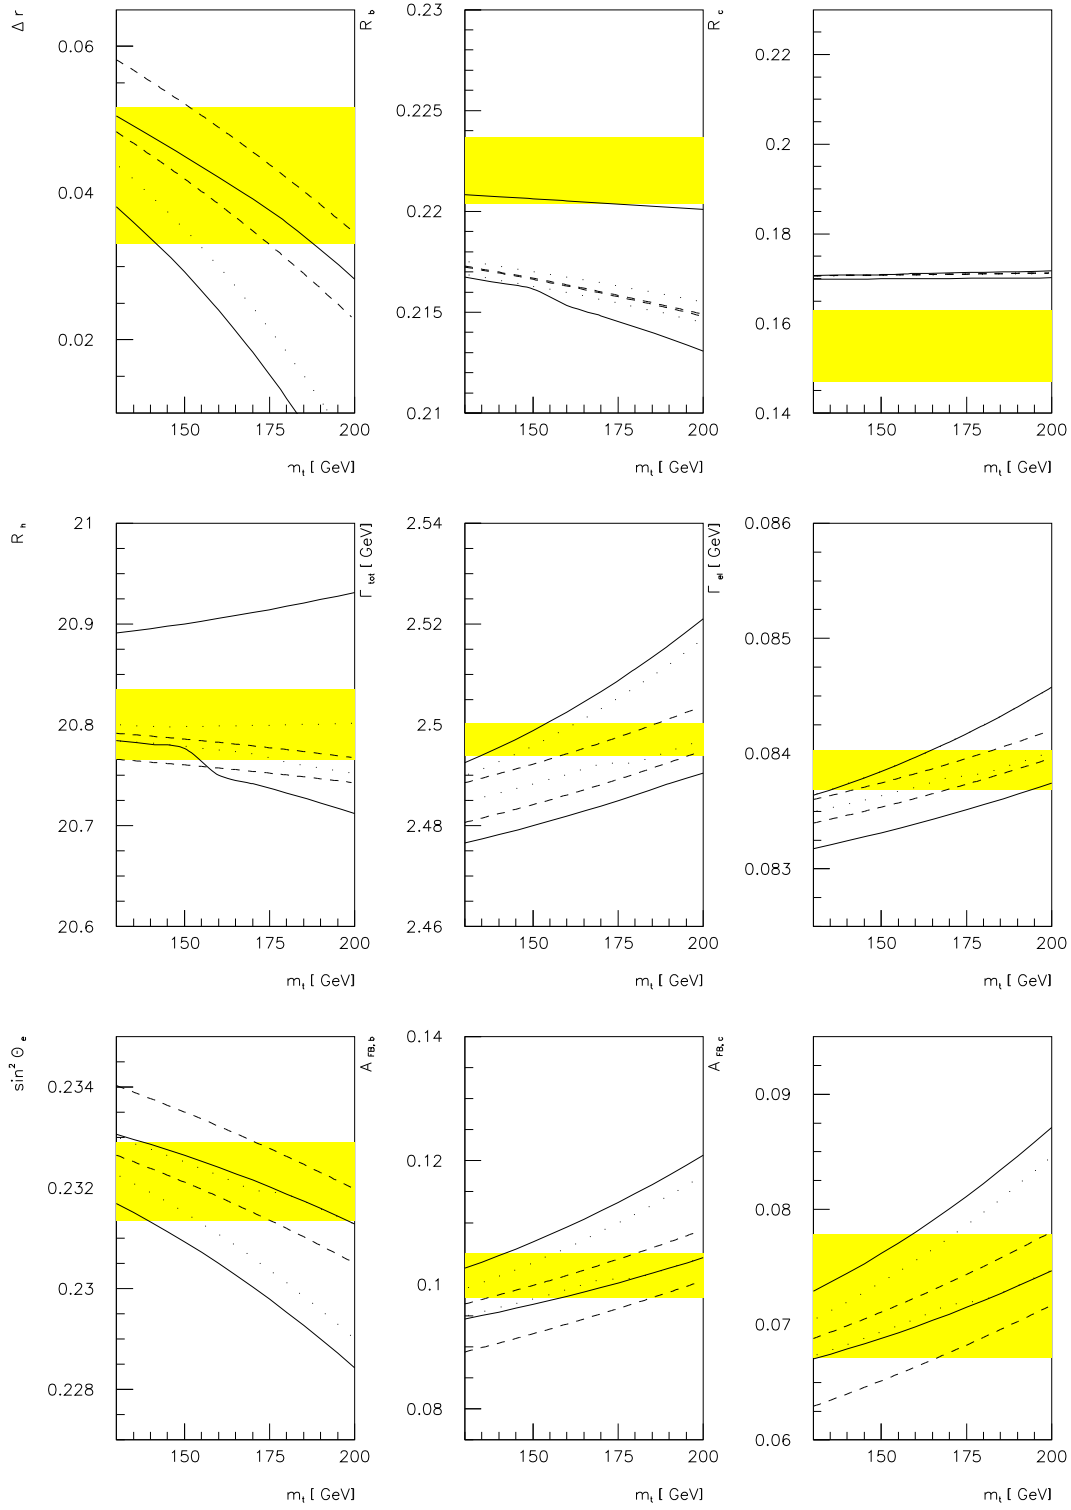 Δ r
0.06
0.04
0.02
150 175 200
m_t [ GeV]
R_b
0.23
0.225
0.22
0.215
0.21
150 175 200
m_t [ GeV]
R_c
0.22
0.2
0.18
0.16
0.14
150 175 200
m_t [ GeV]
R_h
21
20.9
20.8
20.7
20.6
150 175 200
m_t [ GeV]
Γ_tot [GeV]
2.54
2.52
2.5
2.48
2.46
150 175 200
m_t [ GeV]
Γ_el [GeV]
0.086
0.085
0.084
0.083
150 175 200
m_t [ GeV]
sin² Θ_e
0.234
0.232
0.23
0.228
150 175 200
m_t [ GeV]
A_FB,b
0.14
0.12
0.1
0.08
150 175 200
m_t [ GeV]
A_FB,c
0.09
0.08
0.07
0.06
150 175 200
m_t [ GeV]